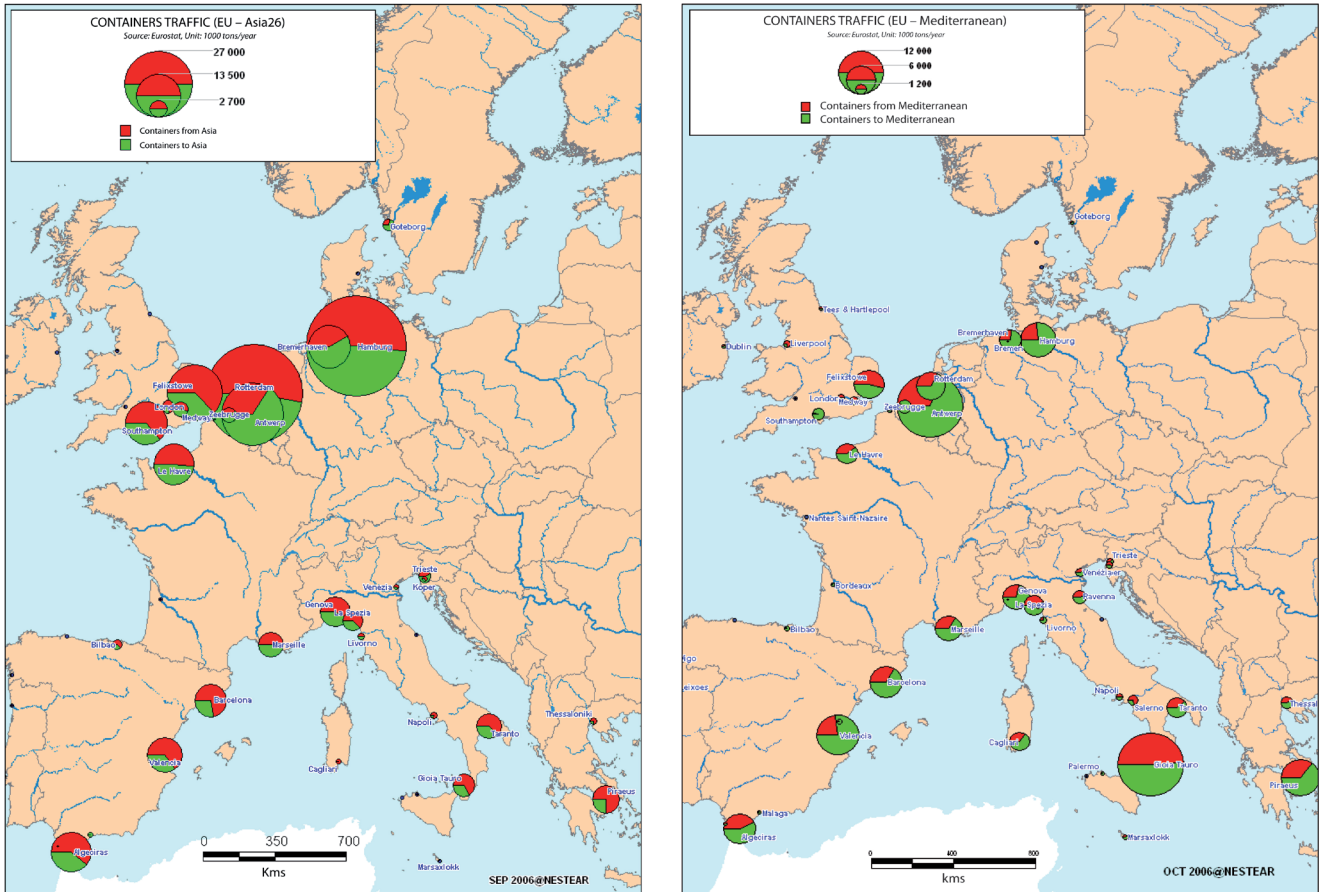 CONTAINERS TRAFFIC (EU – Asia26)
Source: Eurostat, Unit: 1000 tons/year
27 000
13 500
2 700
Containers from Asia
Containers to Asia
Goteborg
Bremerhaven
Hamburg
Felixstowe
Rotterdam
London
Medway
Zeebrugge
Antwerp
Southampton
Le Havre
Trieste
Venezia
Koper
Genova
La Spezia
Bilbao
Marseille
Livorno
Barcelona
Napoli
Thessaloniki
Taranto
Valencia
Cagliari
Gioia Tauro
Piraeus
Algeciras
0 350 700
Kms
Marsaxlokk
SEP 2006@NESTEAR
CONTAINERS TRAFFIC (EU – Mediterranean)
Source: Eurostat, Unit: 1000 tons/year
12 000
6 000
1 200
Containers from Mediterranean
Containers to Mediterranean
Goteborg
Tees & Hartlepool
Bremerhaven
Liverpool
Dublin
Bremen
Hamburg
Felixstowe
Rotterdam
London
Medway
Zeebrugge
Antwerp
Southampton
Le Havre
Nantes Saint-Nazaire
Trieste
Venezia
Bordeaux
Genova
Ravenna
La Spezia
Bilbao
Marseille
Livorno
igo
Barcelona
eixoes
Napoli
Salerno
Taranto
Thessal
Valencia
Cagliari
Gioia Tauro
Palermo
Piraeus
Malaga
Algeciras
Marsaxlokk
0 400 800
kms
OCT 2006@NESTEAR